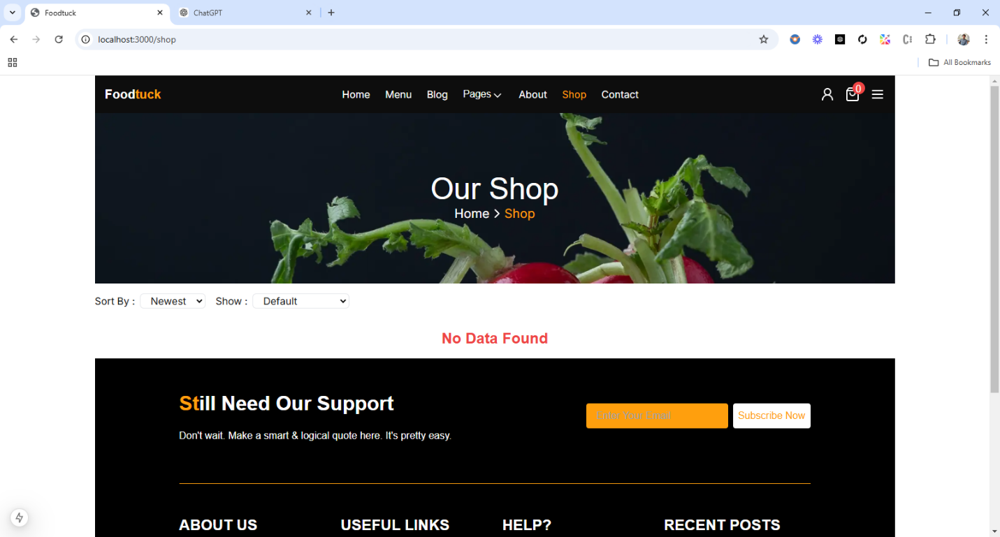 Foodtuck
ChatGPT
localhost:3000/shop
All Bookmarks
Foodtuck Home Menu Blog Pages About Shop Contact 0
Our Shop
Home > Shop
Sort By : Newest Show : Default
No Data Found
Still Need Our Support
Enter Your Email Subscribe Now
Don't wait. Make a smart & logical quote here. It's pretty easy.
ABOUT US USEFUL LINKS HELP? RECENT POSTS